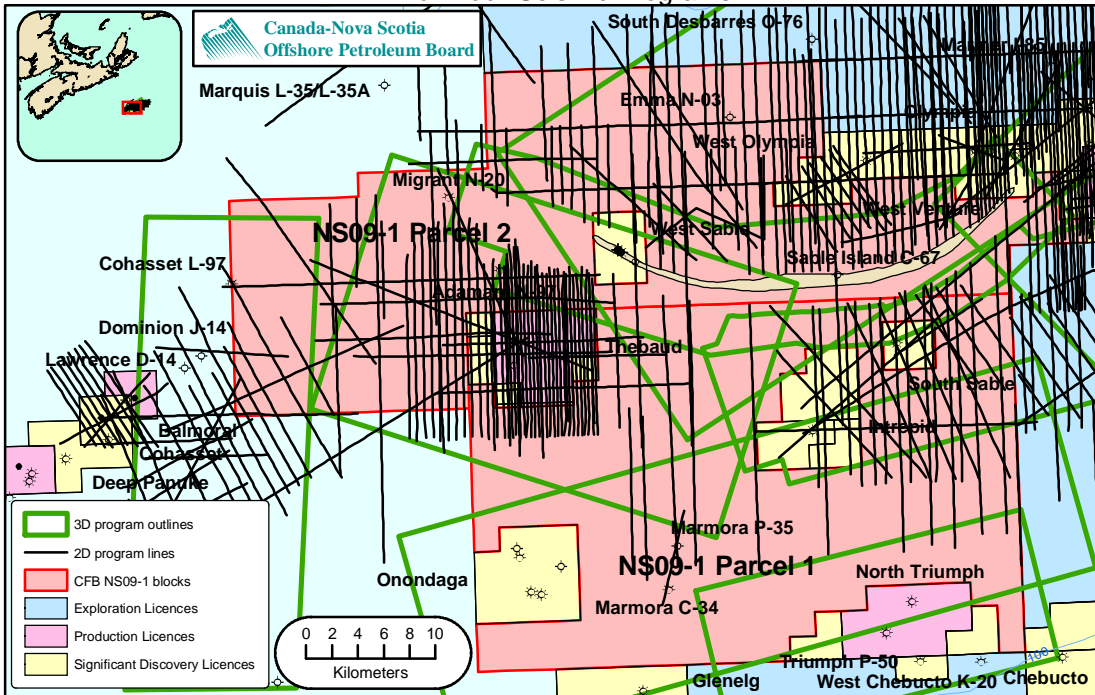 Canada-Nova Scotia
Offshore Petroleum Board
South Desbarres O-76
Marquis L-35/L-35A
Emma N-03
Olympia
West Olympia
Migrant N-20
West Venture
NS09-1 Parcel 2
West Sable
Cohasset L-97
Sable Island C-67
Adamant N-97
Dominion J-14
Thebaud
Lawrence D-14
South Sable
Balmoral
Intrepid
Cohasset
Deep Panuke
3D program outlines
2D program lines
CFB NS09-1 blocks
Exploration Licences
Production Licences
Significant Discovery Licences
Marmora P-35
NS09-1 Parcel 1
Onondaga
North Triumph
Marmora C-34
0 2 4 6 8 10
Kilometers
Triumph P-50
100
Glenelg
West Chebucto K-20
Chebucto